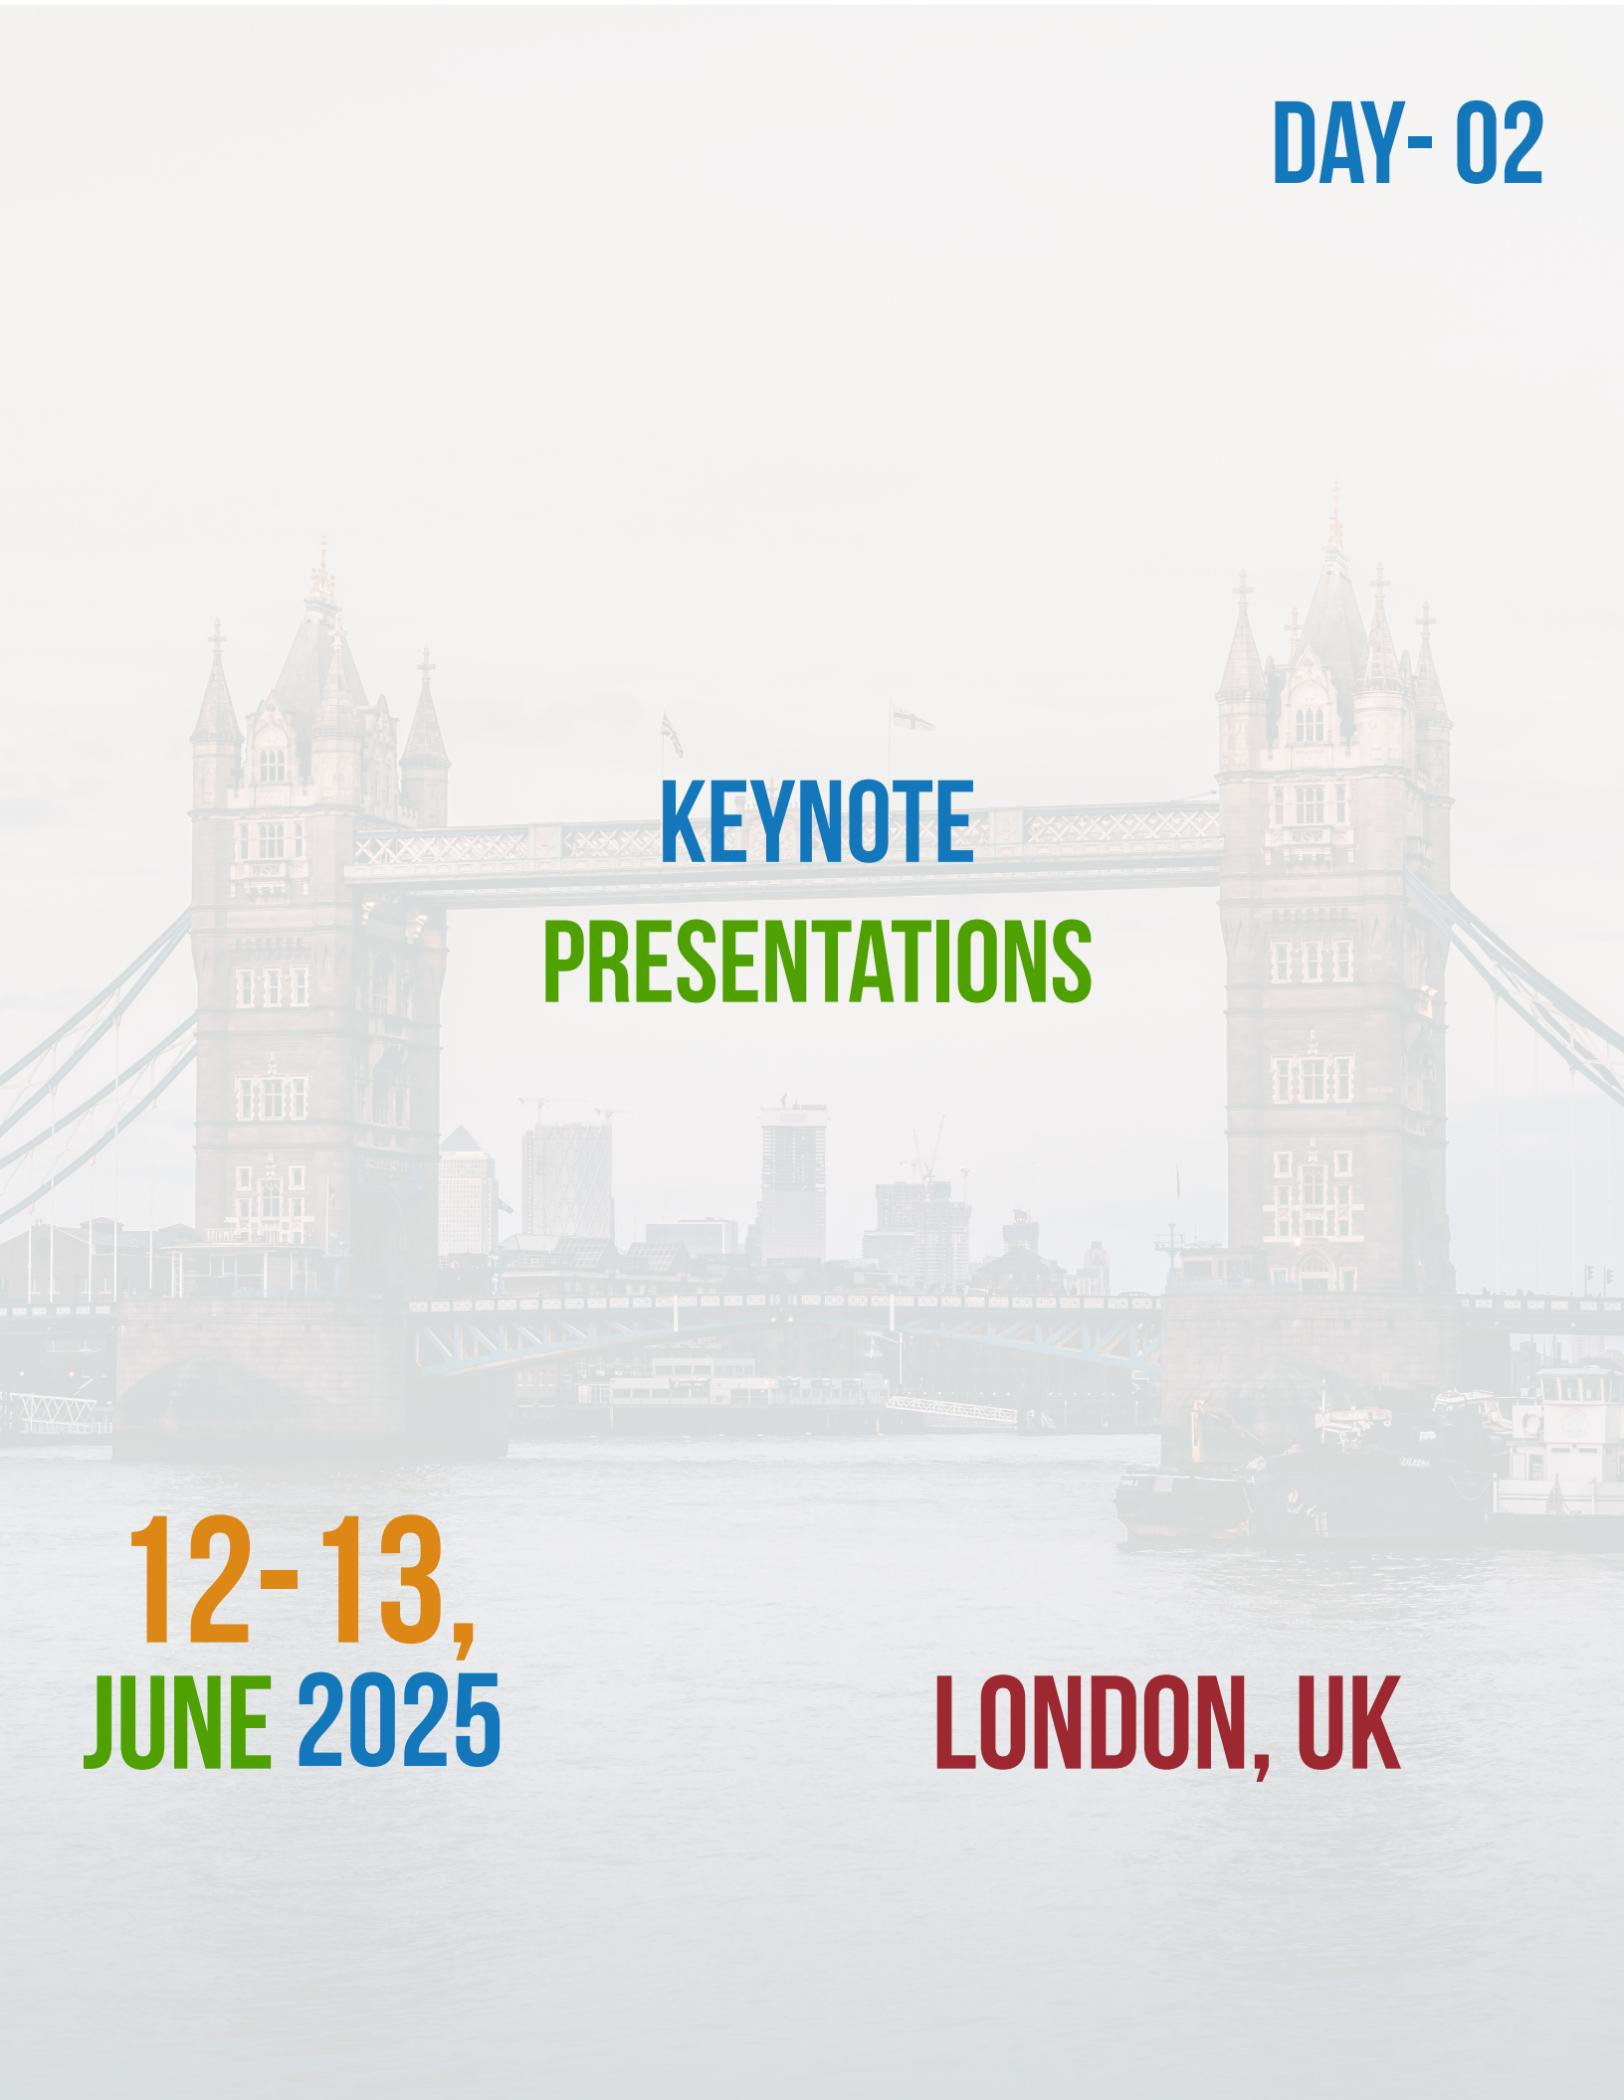 DAY- 02
KEYNOTE
PRESENTATIONS
12-13,
JUNE 2025
LONDON, UK